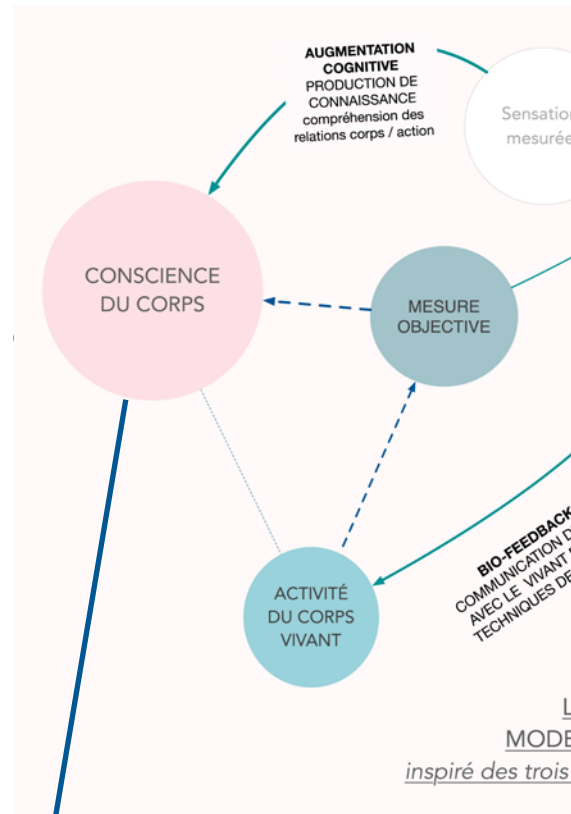 AUGMENTATION
COGNITIVE
PRODUCTION DE
CONNAISSANCE
compréhension des
relations corps / action
Sensation
mesurée
CONSCIENCE
DU CORPS
MESURE
OBJECTIVE
ACTIVITÉ
DU CORPS
VIVANT
BIO-FEEDBACK
COMMUNICATION D
AVEC LE VIVANT
TECHNIQUES DE
L
MODE
inspiré des trois